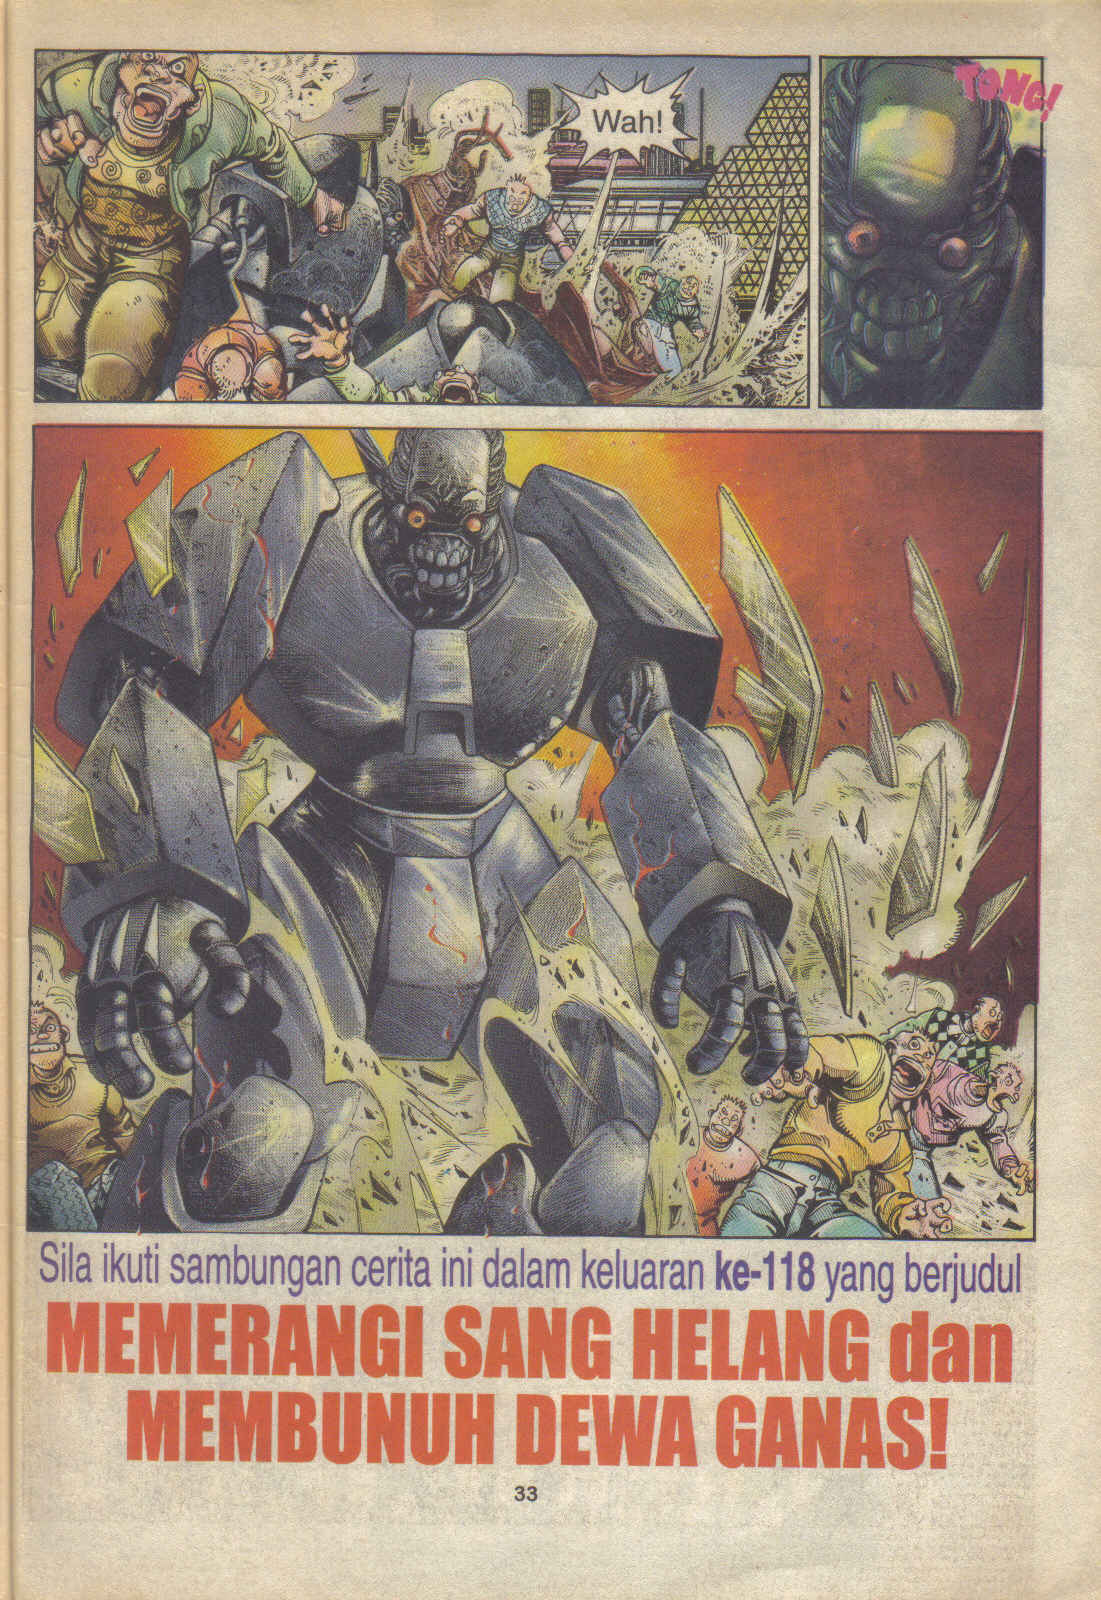 Wah!
TONG!
Sila ikuti sambungan cerita ini dalam keluaran ke-118 yang berjudul
MEMERANGI SANG HELANG dan
MEMBUNUH DEWA GANAS!
33